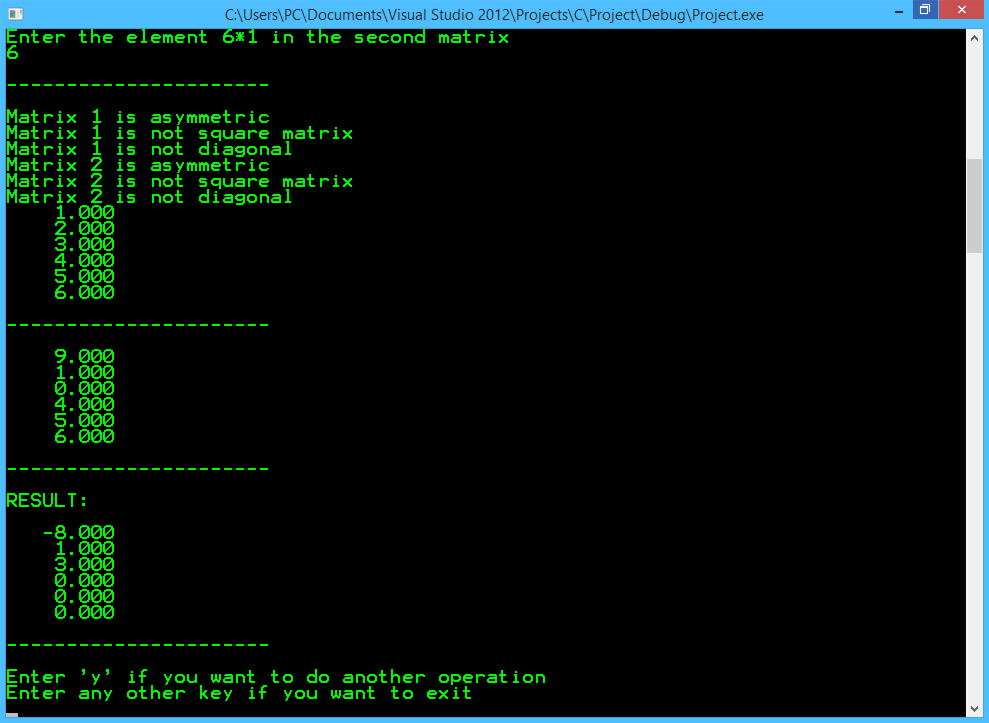 C:\Users\PC\Documents\Visual Studio 2012\Projects\C\Project\Debug\Project.exe
Enter the element 6*1 in the second matrix
6
----------------------
Matrix 1 is asymmetric
Matrix 1 is not square matrix
Matrix 1 is not diagonal
Matrix 2 is asymmetric
Matrix 2 is not square matrix
Matrix 2 is not diagonal
1.000
2.000
3.000
4.000
5.000
6.000
----------------------
9.000
1.000
0.000
4.000
5.000
6.000
----------------------
RESULT:
-8.000
1.000
3.000
0.000
0.000
0.000
----------------------
Enter 'y' if you want to do another operation
Enter any other key if you want to exit